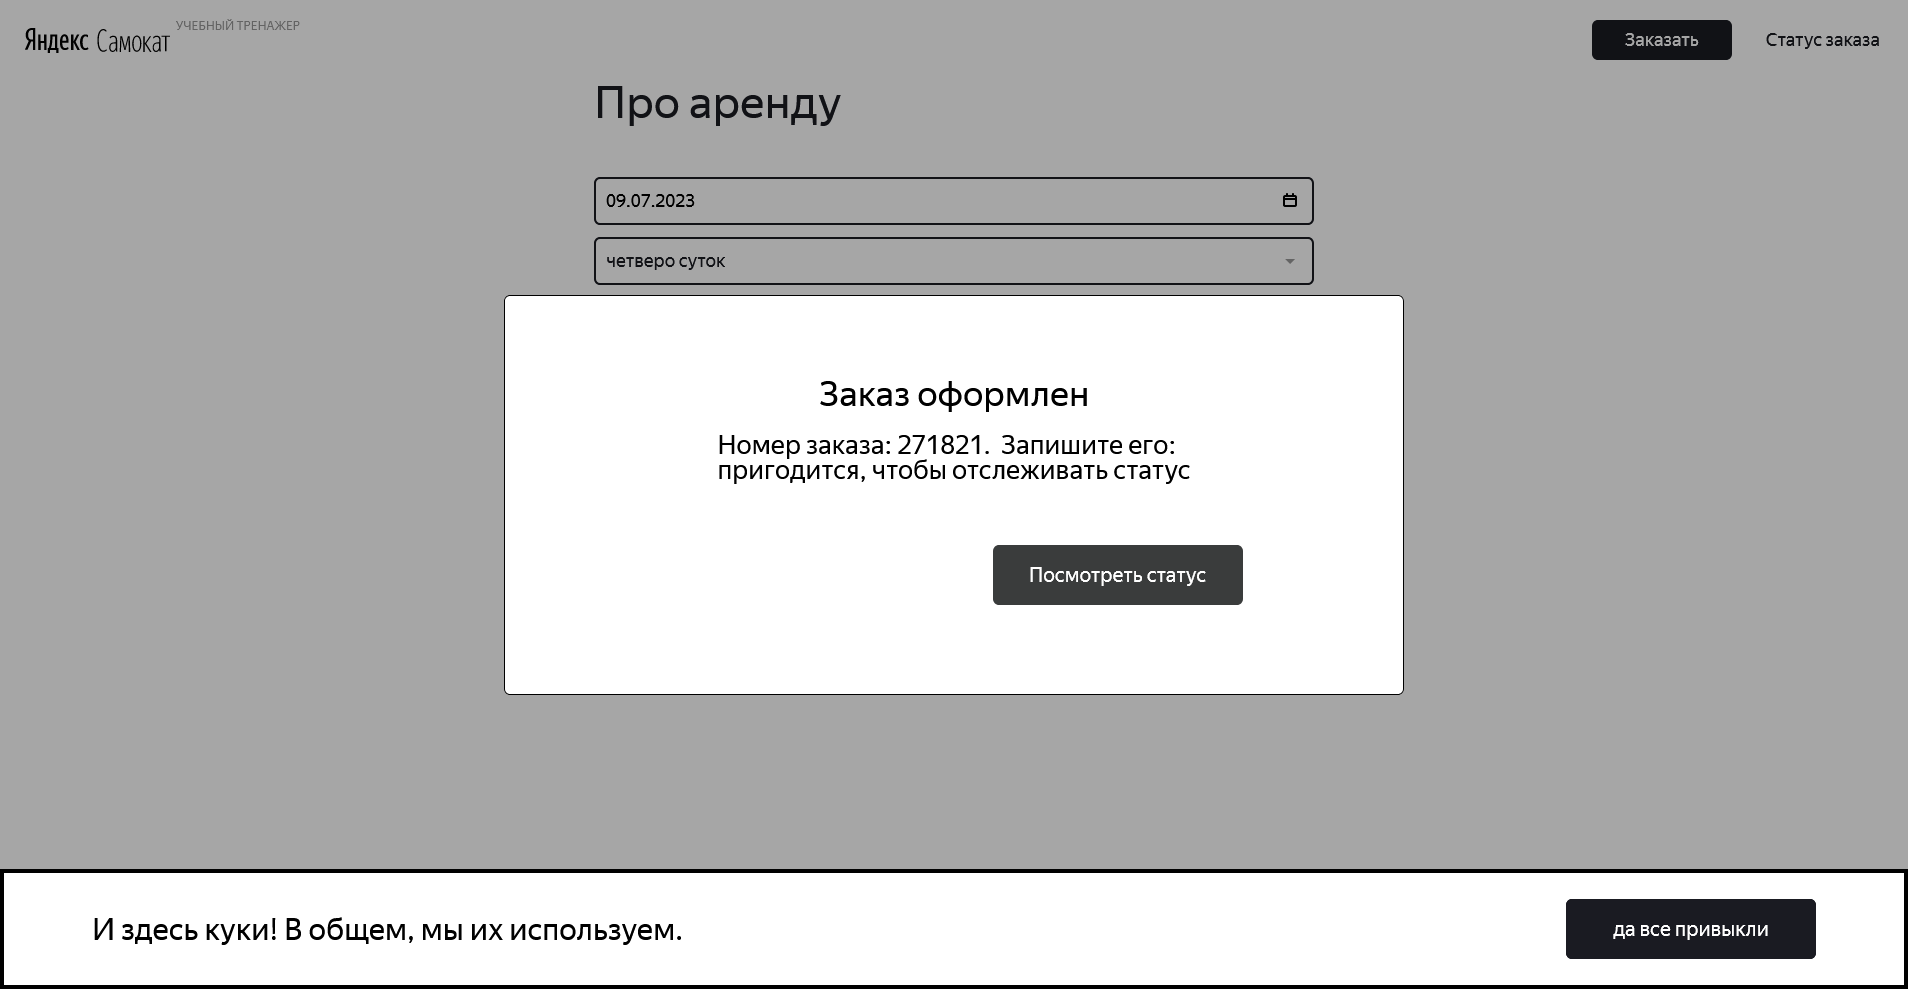 Яндекс Самокат
УЧЕБНЫЙ ТРЕНАЖЕР
Заказать
Статус заказа
Про аренду
09.07.2023
четверо суток
Заказ оформлен
Номер заказа: 271821.  Запишите его:
пригодится, чтобы отслеживать статус
Посмотреть статус
И здесь куки! В общем, мы их используем.
да все привыкли